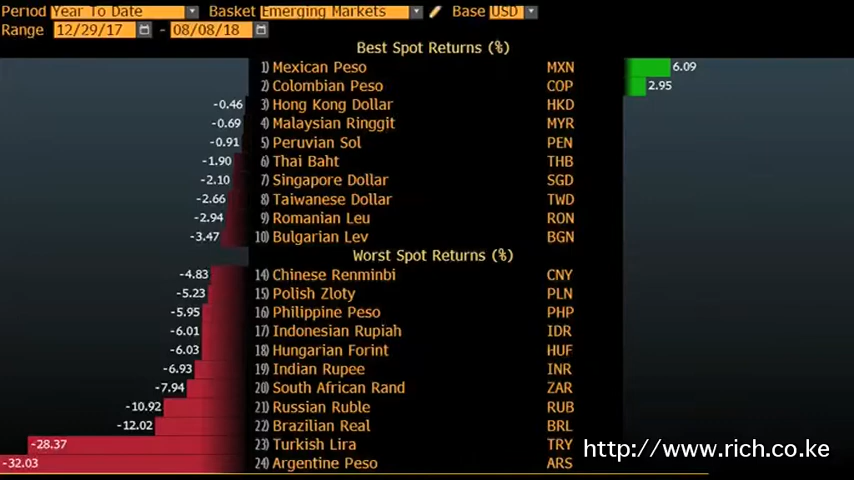 Period Year To Date Basket Emerging Markets Base USD
Range 12/29/17 - 08/08/18
Best Spot Returns (%)
1) Mexican Peso MXN 6.09
2) Colombian Peso COP 2.95
-0.46 3) Hong Kong Dollar HKD
-0.69 4) Malaysian Ringgit MYR
-0.91 5) Peruvian Sol PEN
-1.90 6) Thai Baht THB
-2.10 7) Singapore Dollar SGD
-2.66 8) Taiwanese Dollar TWD
-2.94 9) Romanian Leu RON
-3.47 10) Bulgarian Lev BGN
Worst Spot Returns (%)
-4.83 14) Chinese Renminbi CNY
-5.23 15) Polish Zloty PLN
-5.95 16) Philippine Peso PHP
-6.01 17) Indonesian Rupiah IDR
-6.03 18) Hungarian Forint HUF
-6.93 19) Indian Rupee INR
-7.94 20) South African Rand ZAR
-10.92 21) Russian Ruble RUB
-12.02 22) Brazilian Real BRL
-28.37 23) Turkish Lira TRY
-32.03 24) Argentine Peso ARS
http://www.rich.co.ke